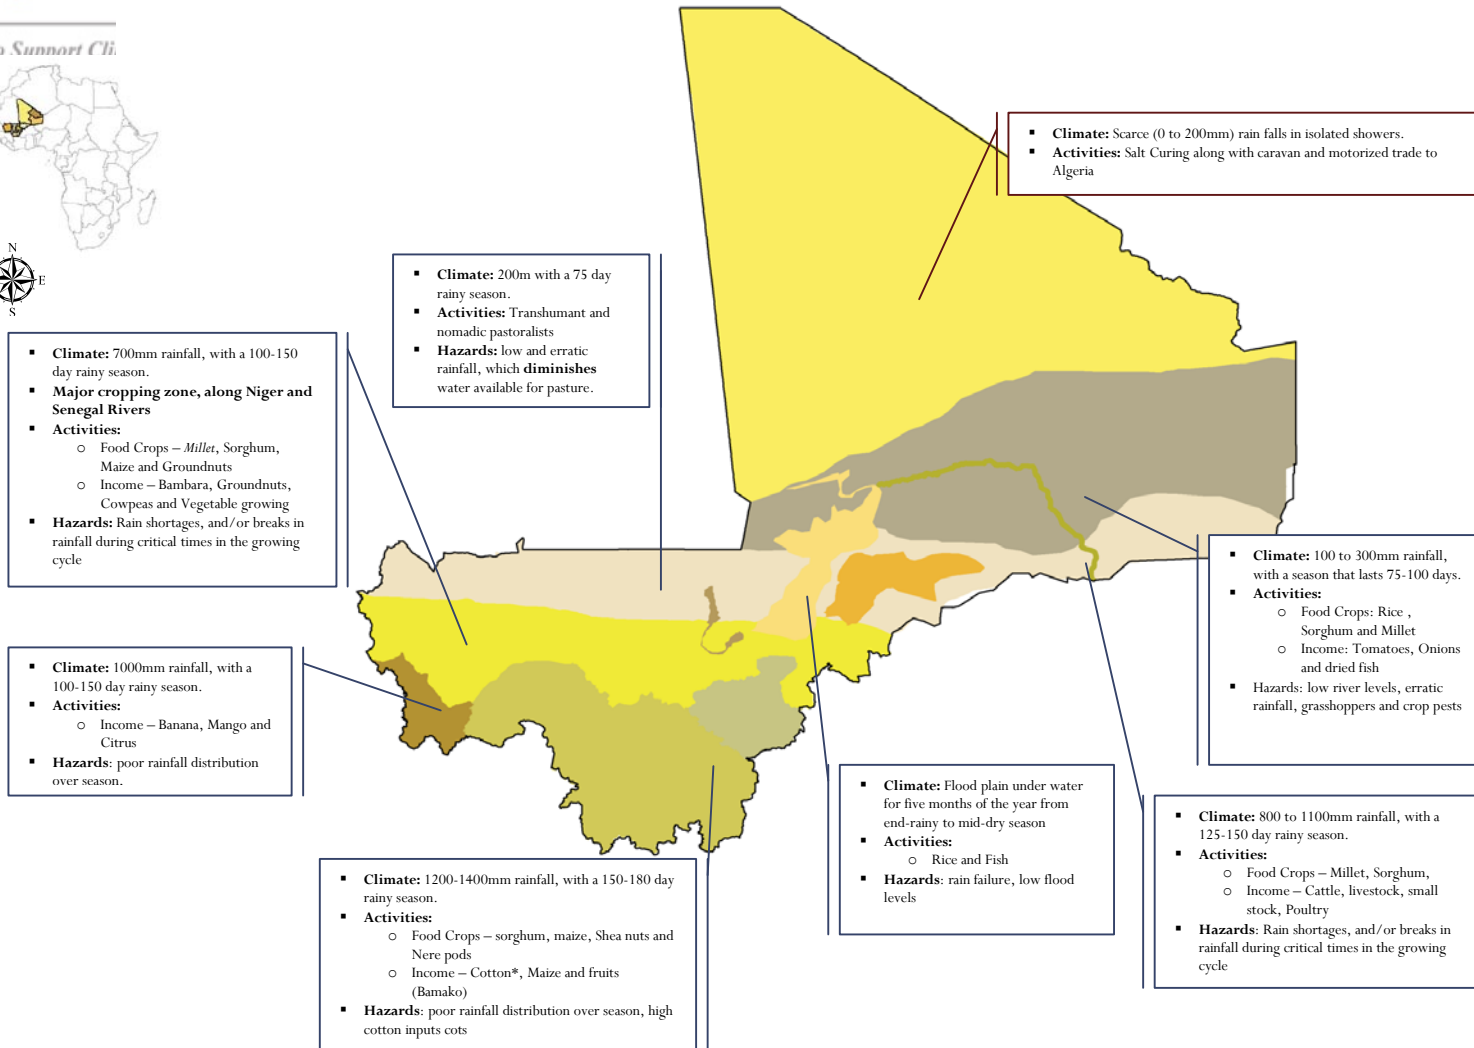 o Support Cli
N
E
S
▪ Climate: Scarce (0 to 200mm) rain falls in isolated showers.
▪ Activities: Salt Curing along with caravan and motorized trade to
Algeria
▪ Climate: 200m with a 75 day
rainy season.
▪ Activities: Transhumant and
nomadic pastoralists
▪ Hazards: low and erratic
rainfall, which diminishes
water available for pasture.
▪ Climate: 700mm rainfall, with a 100-150
day rainy season.
▪ Major cropping zone, along Niger and
Senegal Rivers
▪ Activities:
o Food Crops – Millet, Sorghum,
Maize and Groundnuts
o Income – Bambara, Groundnuts,
Cowpeas and Vegetable growing
▪ Hazards: Rain shortages, and/or breaks in
rainfall during critical times in the growing
cycle
▪ Climate: 1000mm rainfall, with a
100-150 day rainy season.
▪ Activities:
o Income – Banana, Mango and
Citrus
▪ Hazards: poor rainfall distribution
over season.
▪ Climate: 1200-1400mm rainfall, with a 150-180 day
rainy season.
▪ Activities:
o Food Crops – sorghum, maize, Shea nuts and
Nere pods
o Income – Cotton*, Maize and fruits
(Bamako)
▪ Hazards: poor rainfall distribution over season, high
cotton inputs cots
▪ Climate: Flood plain under water
for five months of the year from
end-rainy to mid-dry season
▪ Activities:
o Rice and Fish
▪ Hazards: rain failure, low flood
levels
▪ Climate: 100 to 300mm rainfall,
with a season that lasts 75-100 days.
▪ Activities:
o Food Crops: Rice ,
Sorghum and Millet
o Income: Tomatoes, Onions
and dried fish
▪ Hazards: low river levels, erratic
rainfall, grasshoppers and crop pests
▪ Climate: 800 to 1100mm rainfall, with a
125-150 day rainy season.
▪ Activities:
o Food Crops – Millet, Sorghum,
o Income – Cattle, livestock, small
stock, Poultry
▪ Hazards: Rain shortages, and/or breaks in
rainfall during critical times in the growing
cycle